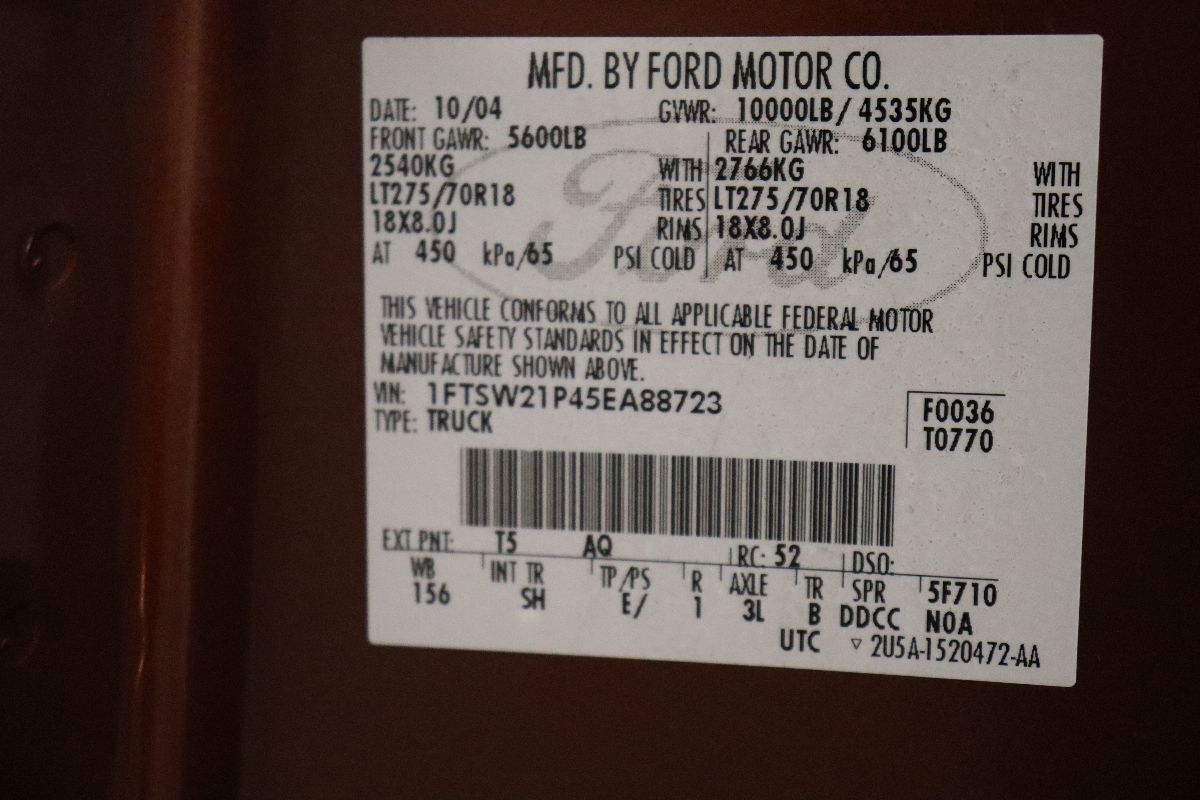 MFD. BY FORD MOTOR CO.
DATE: 10/04 GVWR: 10000LB/ 4535KG
FRONT GAWR: 5600LB REAR GAWR: 6100LB
2540KG WITH 2766KG WITH
LT275/70R18 TIRES LT275/70R18 TIRES
18X8.0J RIMS 18X8.0J RIMS
AT 450 kPa/65 PSI COLD AT 450 kPa/65 PSI COLD
Ford
THIS VEHICLE CONFORMS TO ALL APPLICABLE FEDERAL MOTOR
VEHICLE SAFETY STANDARDS IN EFFECT ON THE DATE OF
MANUFACTURE SHOWN ABOVE.
VIN: 1FTSW21P45EA88723 F0036
TYPE: TRUCK T0770
EXT PNT: T5 AQ RC: 52 DSO:
WB INT TR TP/PS R AXLE TR SPR 5F710
156 SH E/ 1 3L B DDCC N0A
UTC ▽ 2U5A-1520472-AA